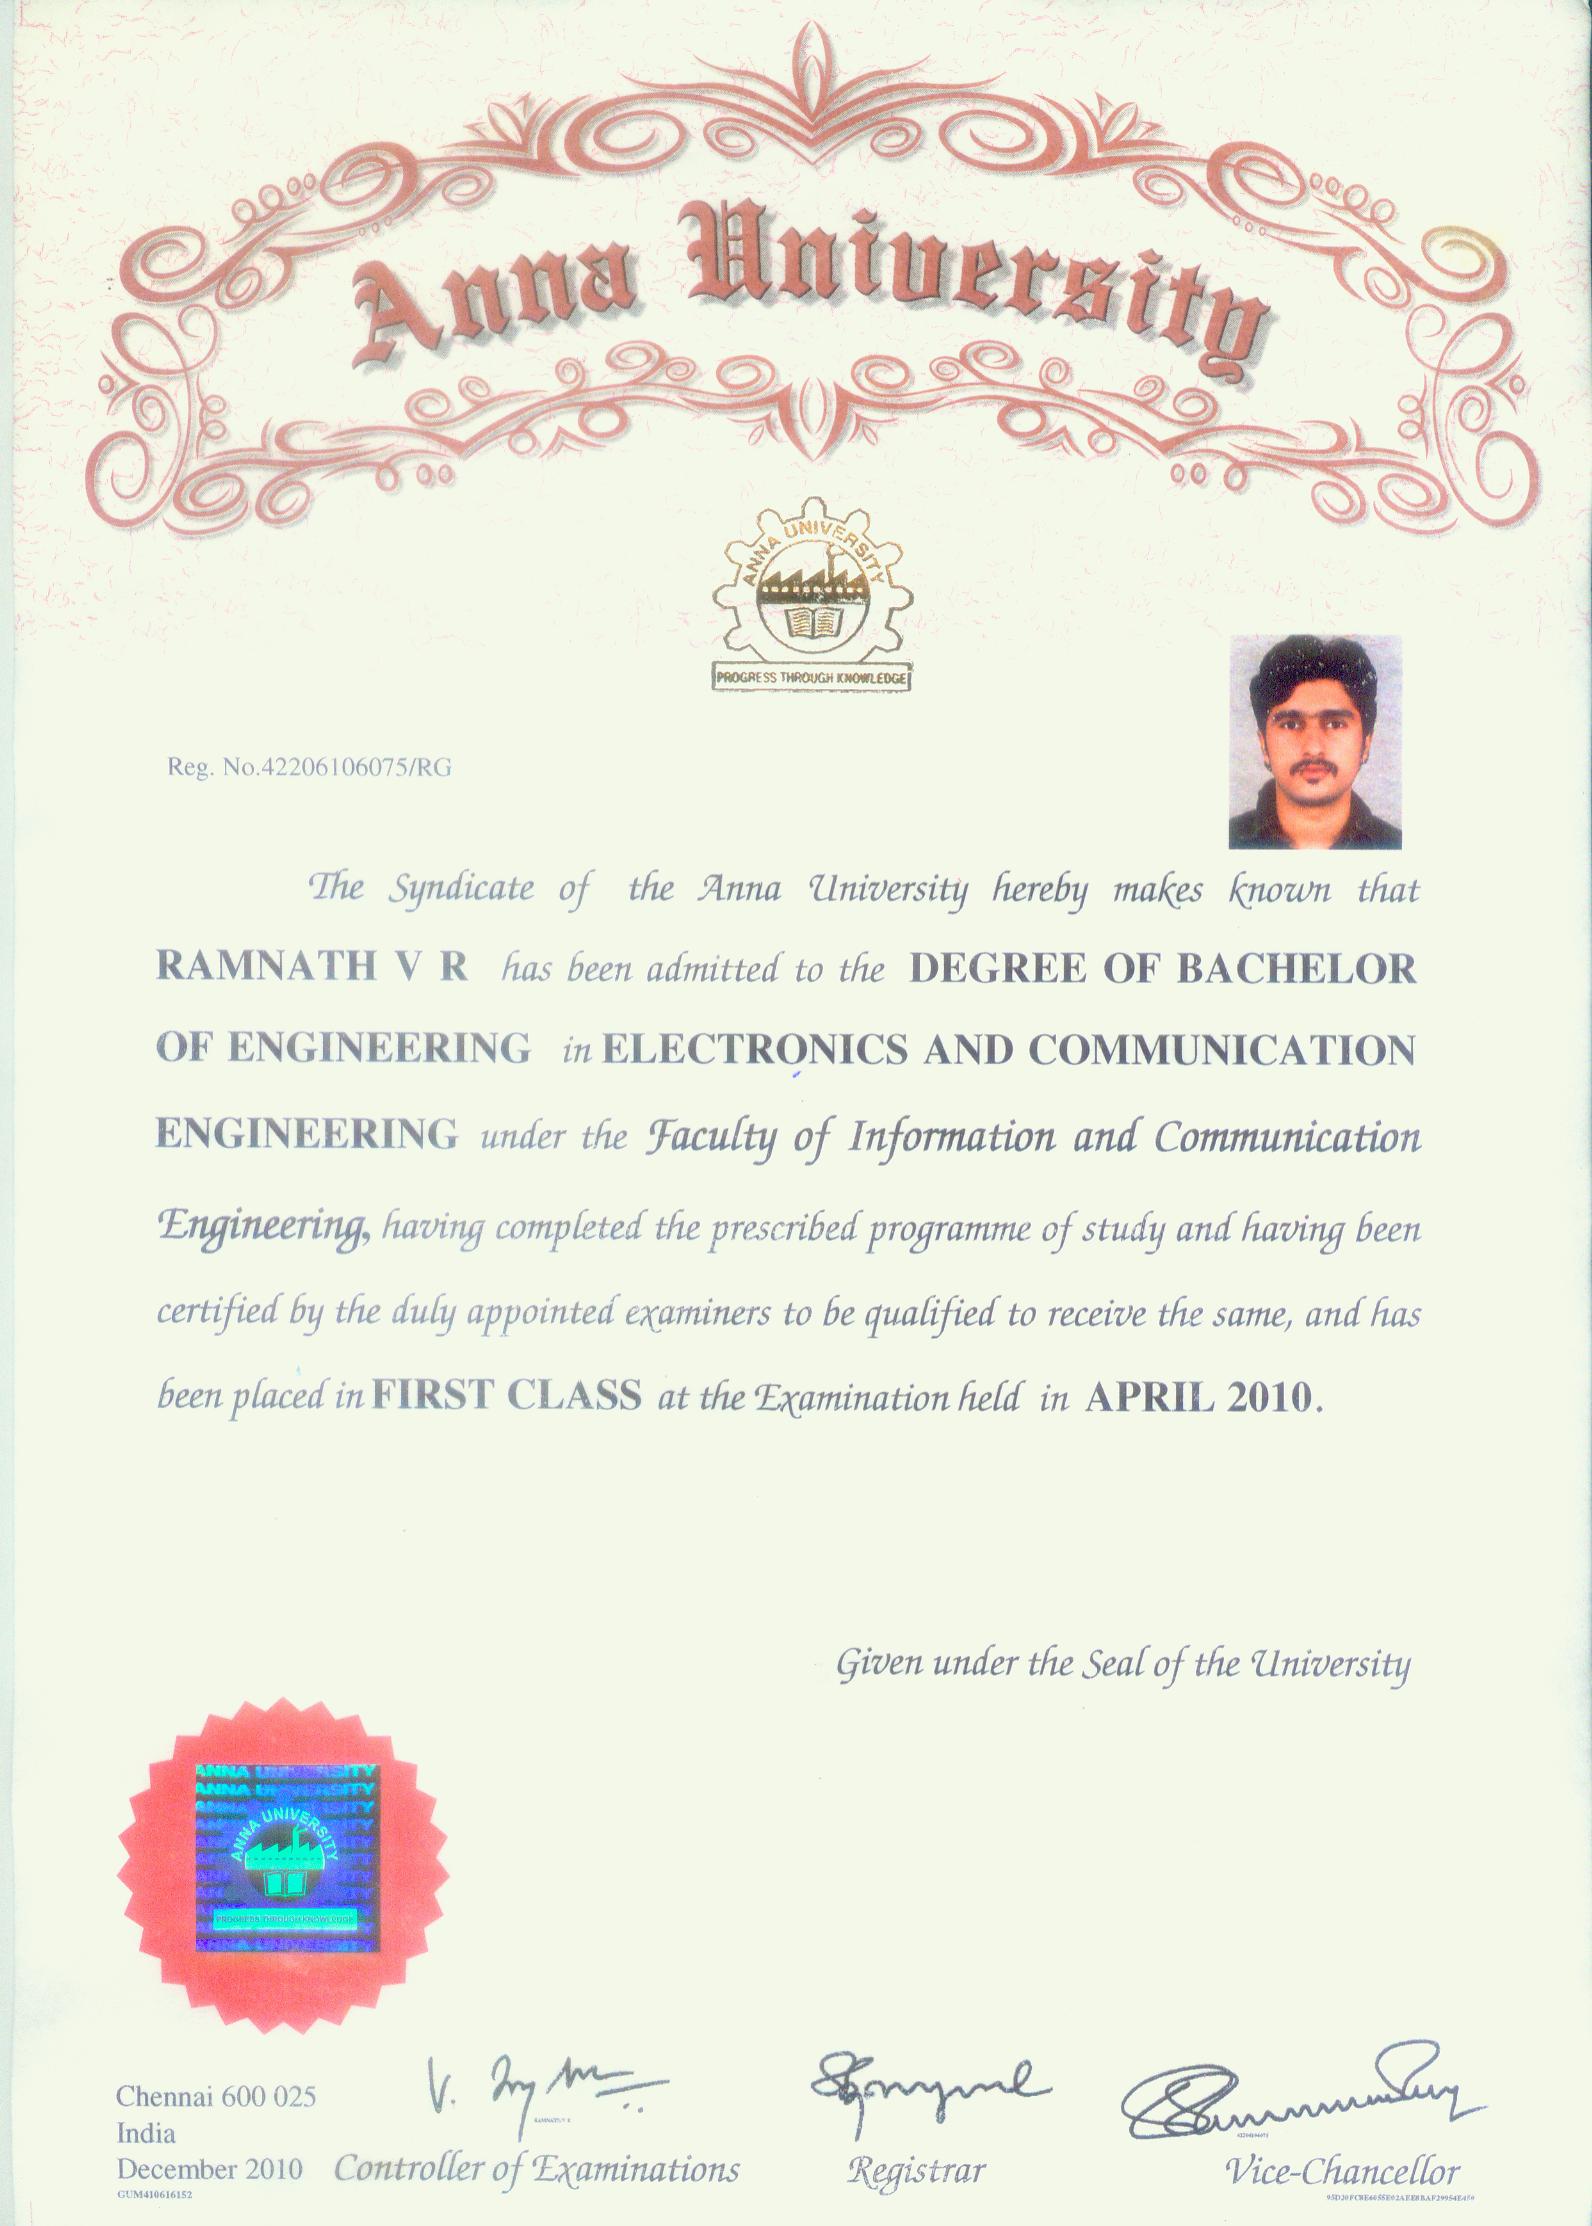 Anna University
ANNA UNIVERSITY
PROGRESS THROUGH KNOWLEDGE
Reg. No.42206106075/RG
The Syndicate of the Anna University hereby makes known that
RAMNATH V R has been admitted to the DEGREE OF BACHELOR
OF ENGINEERING in ELECTRONICS AND COMMUNICATION
ENGINEERING under the Faculty of Information and Communication
Engineering, having completed the prescribed programme of study and having been
certified by the duly appointed examiners to be qualified to receive the same, and has
been placed in FIRST CLASS at the Examination held in APRIL 2010.
Given under the Seal of the University
ANNA UNIVERSITY
ANNA UNIVERSITY
ANNA UNIVERSITY
PROGRESS THROUGH KNOWLEDGE
ANNA UNIVERSITY
Chennai 600 025
India
December 2010
Controller of Examinations
Registrar
Vice-Chancellor
GUM410616152